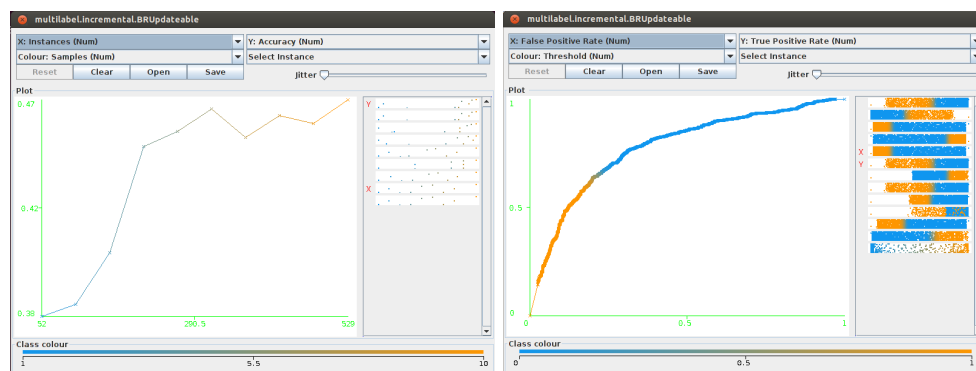 multilabel.incremental.BRUpdateable
X: Instances (Num)
Y: Accuracy (Num)
Colour: Samples (Num)
Select Instance
Reset
Clear
Open
Save
Jitter
Plot
0.47
0.42
0.38
52
290.5
529
Y
X
Class colour
1
5.5
10
multilabel.incremental.BRUpdateable
X: False Positive Rate (Num)
Y: True Positive Rate (Num)
Colour: Threshold (Num)
Select Instance
Reset
Clear
Open
Save
Jitter
Plot
1
0.5
0
0
0.5
1
X
Y
Class colour
0
0.5
1